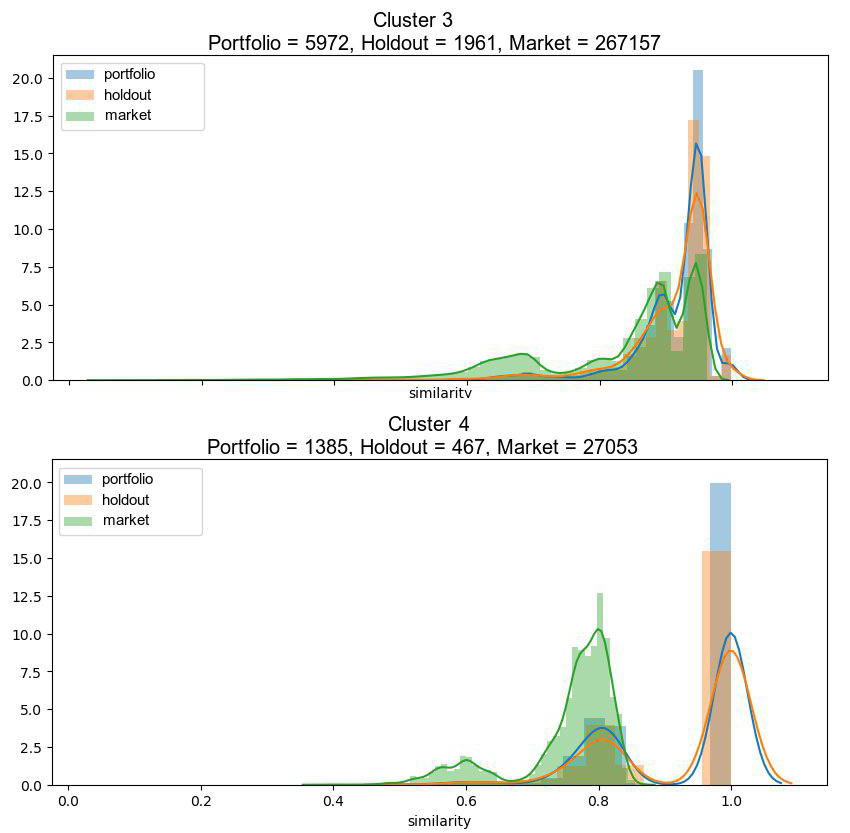 Cluster 3
Portfolio = 5972, Holdout = 1961, Market = 267157
portfolio
holdout
market
20.0
17.5
15.0
12.5
10.0
7.5
5.0
2.5
0.0
similarity
Cluster 4
Portfolio = 1385, Holdout = 467, Market = 27053
portfolio
holdout
market
20.0
17.5
15.0
12.5
10.0
7.5
5.0
2.5
0.0
0.0 0.2 0.4 0.6 0.8 1.0
similarity